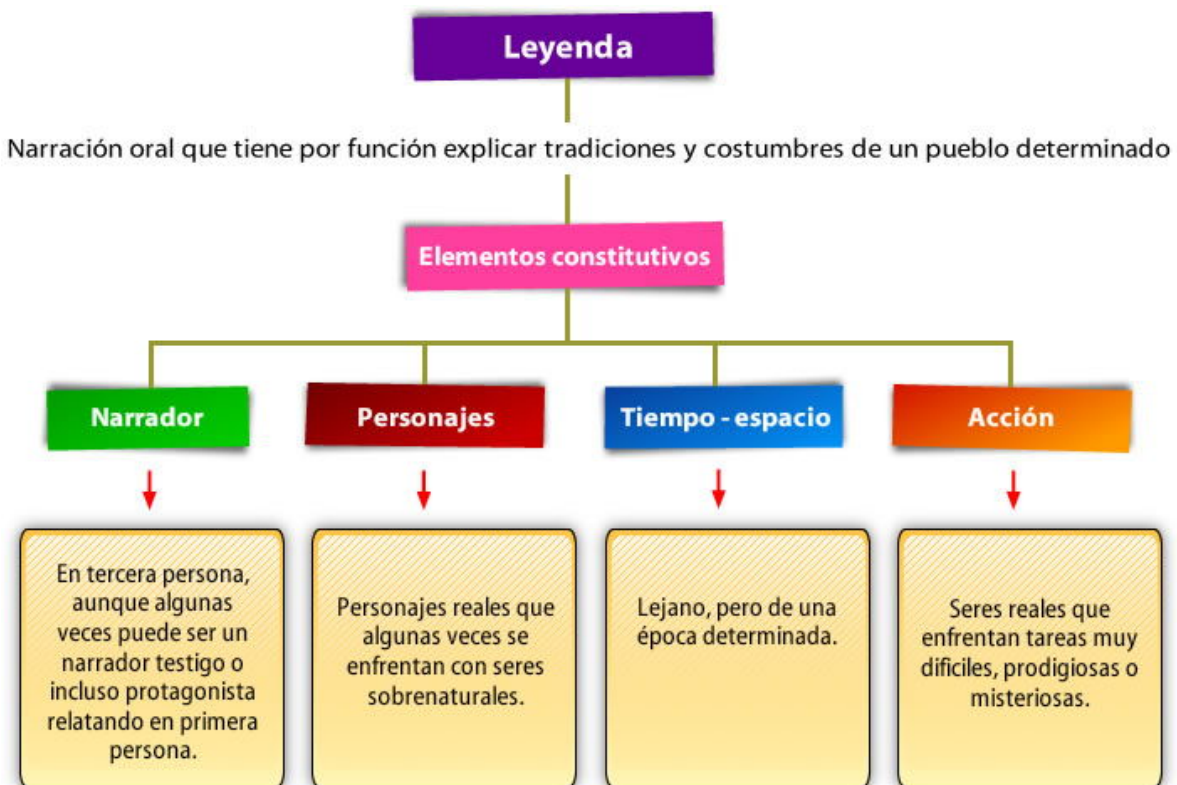 Leyenda
Narración oral que tiene por función explicar tradiciones y costumbres de un pueblo determinado
Elementos constitutivos
Narrador
Personajes
Tiempo - espacio
Acción
En tercera persona,
aunque algunas
veces puede ser un
narrador testigo o
incluso protagonista
relatando en primera
persona.
Personajes reales que
algunas veces se
enfrentan con seres
sobrenaturales.
Lejano, pero de una
época determinada.
Seres reales que
enfrentan tareas muy
dificiles, prodigiosas o
misteriosas.